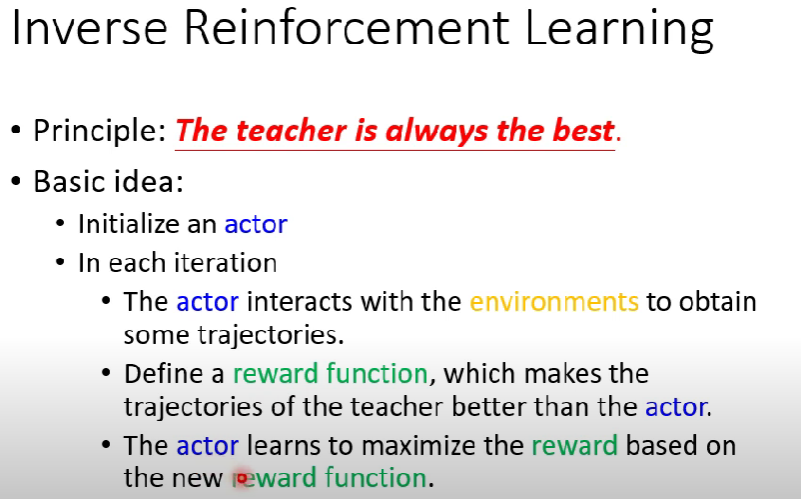 Inverse Reinforcement Learning
• Principle: The teacher is always the best.
• Basic idea:
• Initialize an actor
• In each iteration
• The actor interacts with the environments to obtain
some trajectories.
• Define a reward function, which makes the
trajectories of the teacher better than the actor.
• The actor learns to maximize the reward based on
the new reward function.